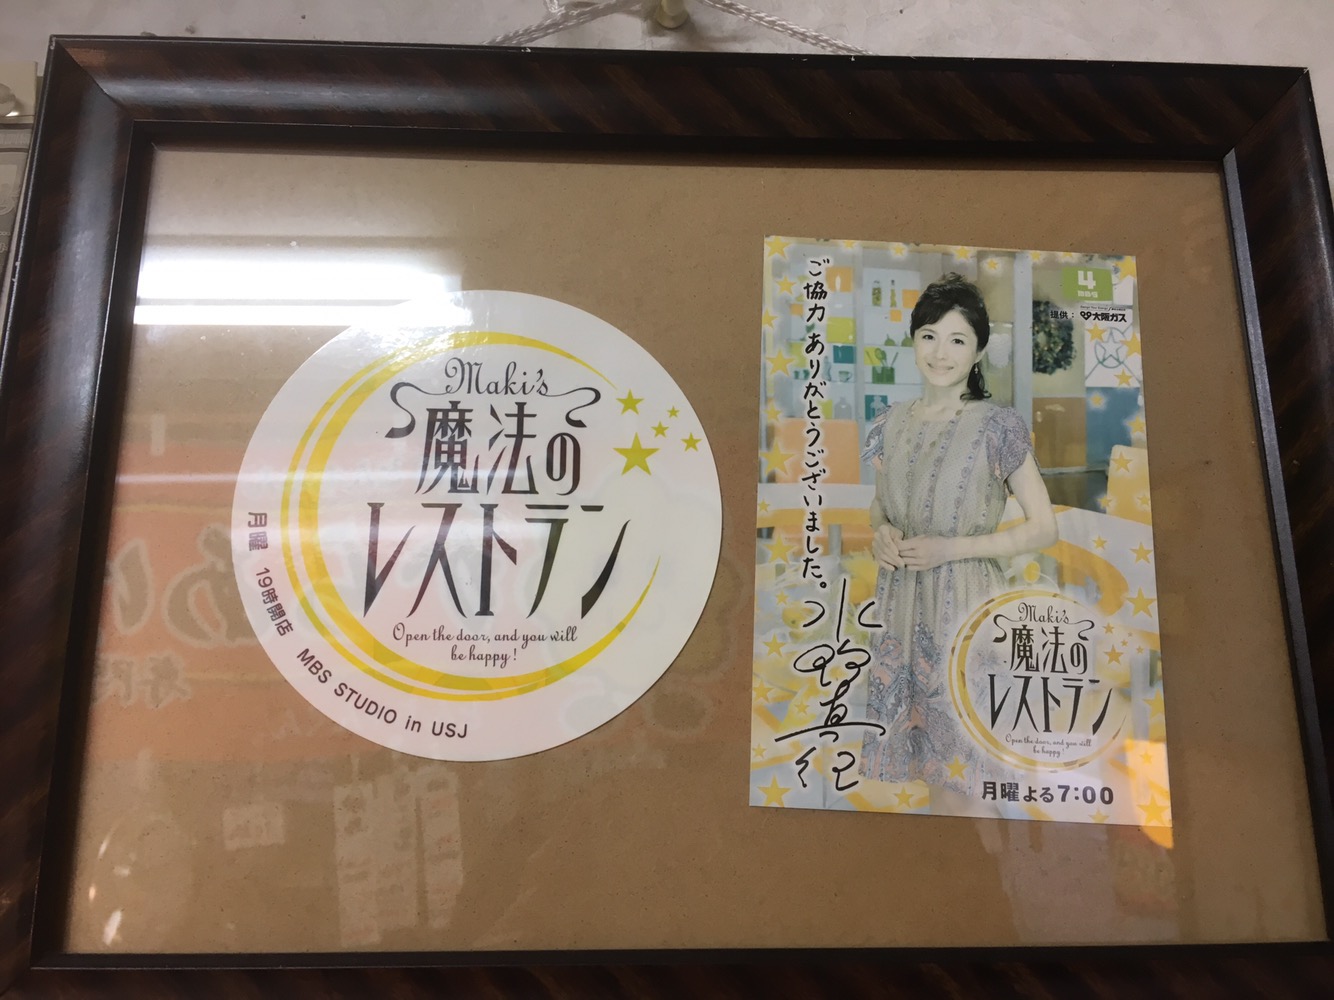 Maki's
魔法の
レストラン
Open the door, and you will
be happy!
月曜 19時開店 MBS STUDIO in USJ
4
MBS
提供: 大阪ガス
ご協力 ありがとうございました。
水野真紀
Maki's
魔法の
レストラン
Open the door, and you will
be happy!
月曜よる7:00